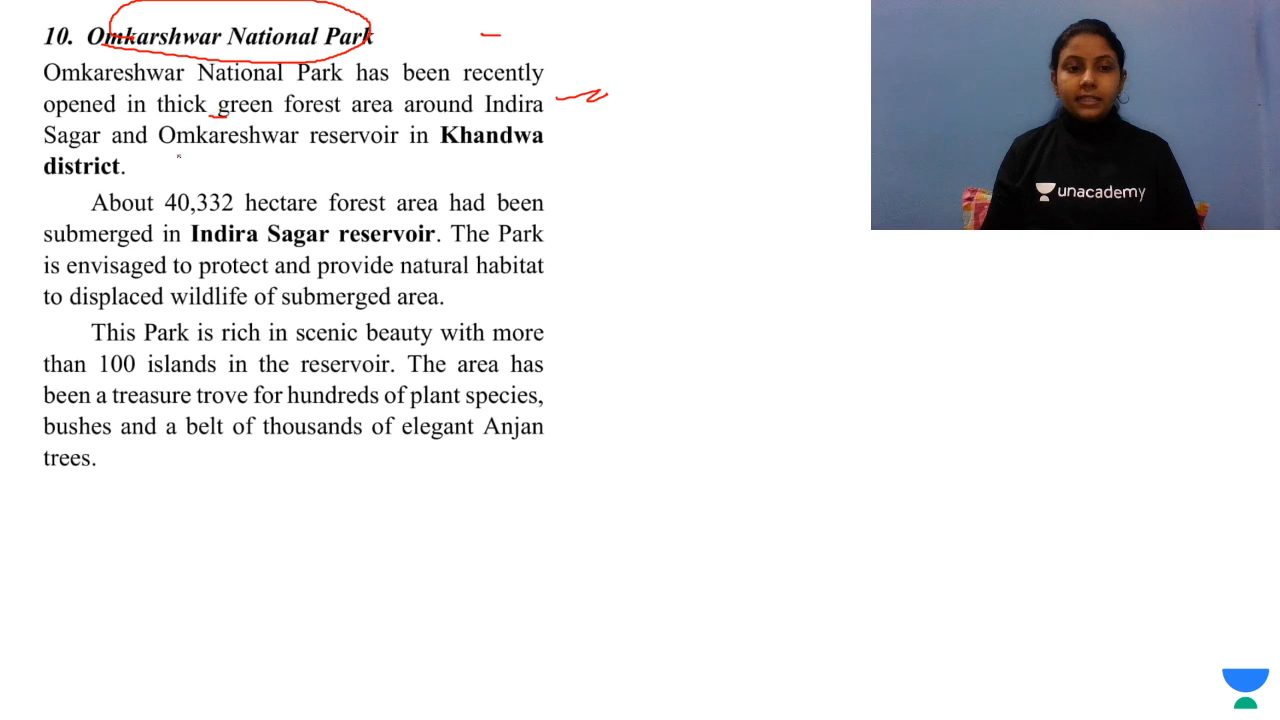 10. Omkarshwar National Park
Omkareshwar National Park has been recently
opened in thick green forest area around Indira
Sagar and Omkareshwar reservoir in Khandwa
district.
About 40,332 hectare forest area had been
submerged in Indira Sagar reservoir. The Park
is envisaged to protect and provide natural habitat
to displaced wildlife of submerged area.
This Park is rich in scenic beauty with more
than 100 islands in the reservoir. The area has
been a treasure trove for hundreds of plant species,
bushes and a belt of thousands of elegant Anjan
trees.
unacademy